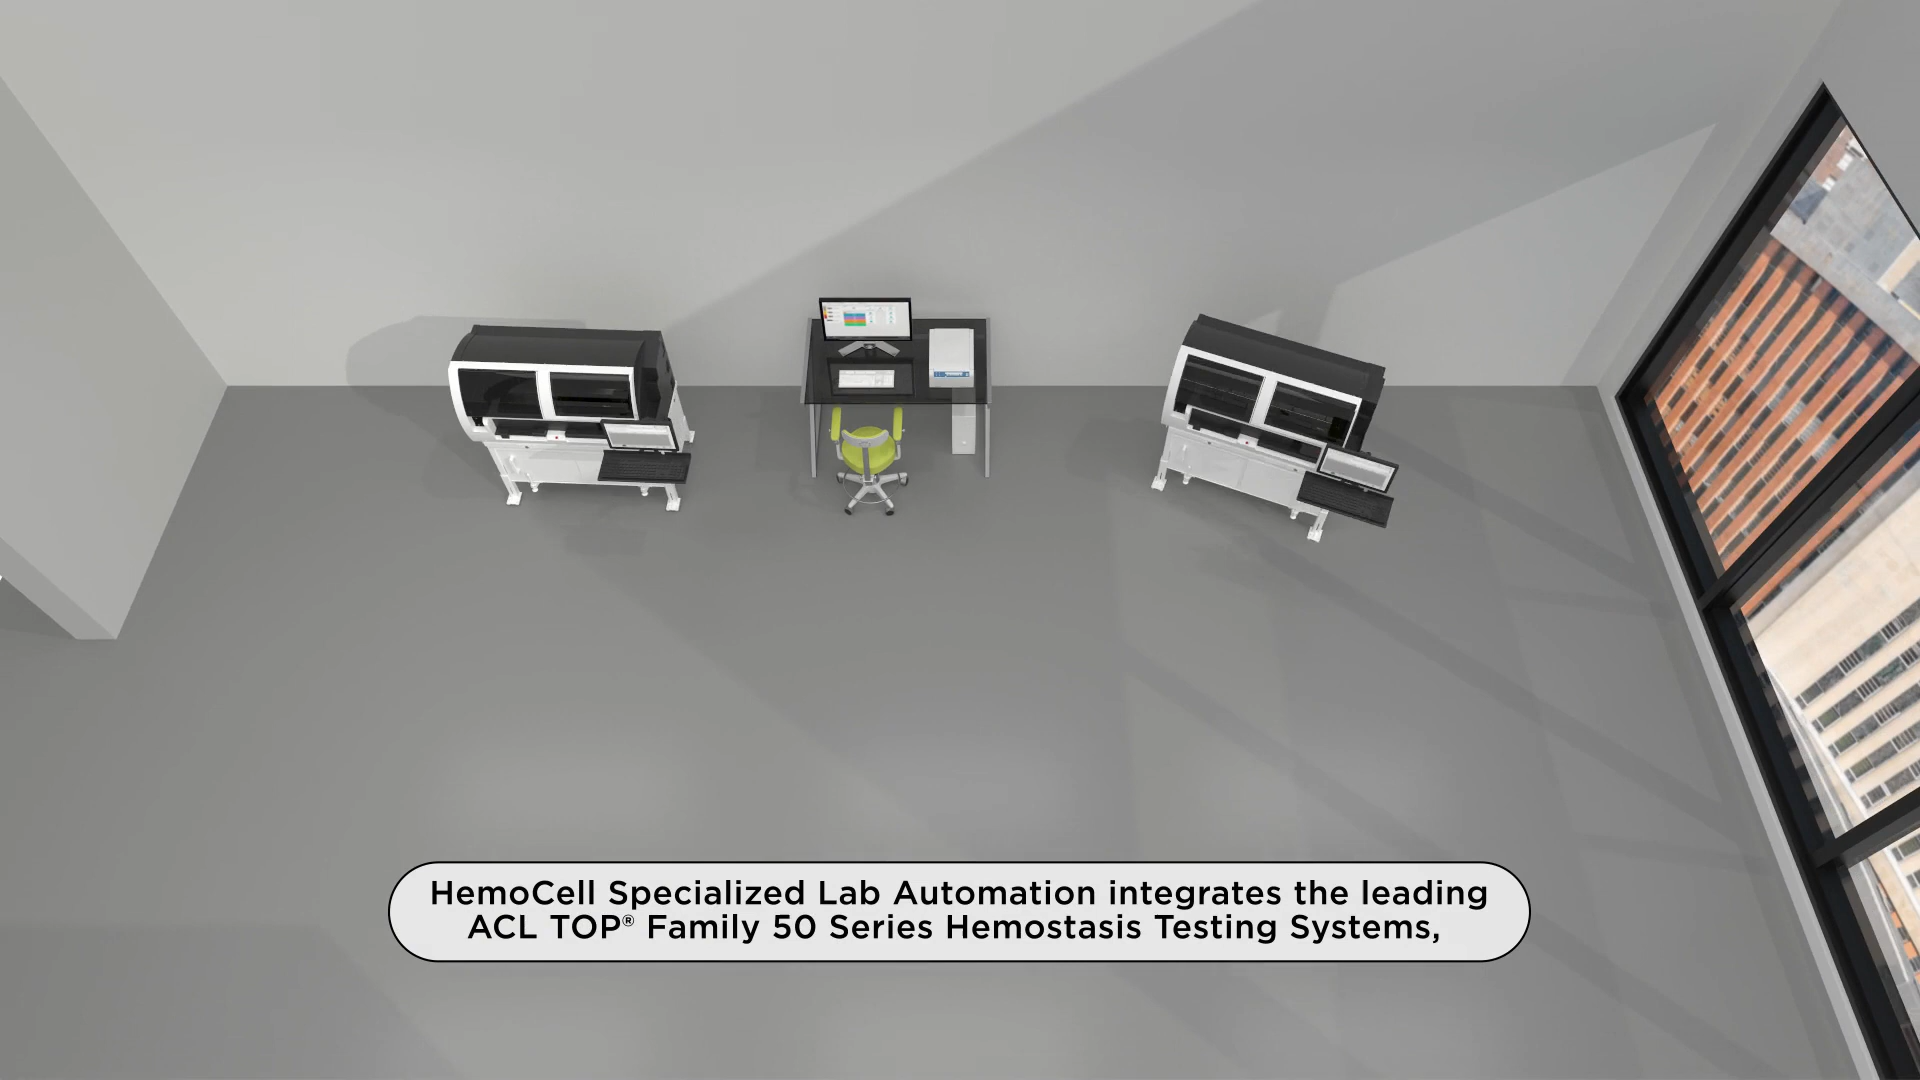 HemoCell Specialized Lab Automation integrates the leading
ACL TOP® Family 50 Series Hemostasis Testing Systems,